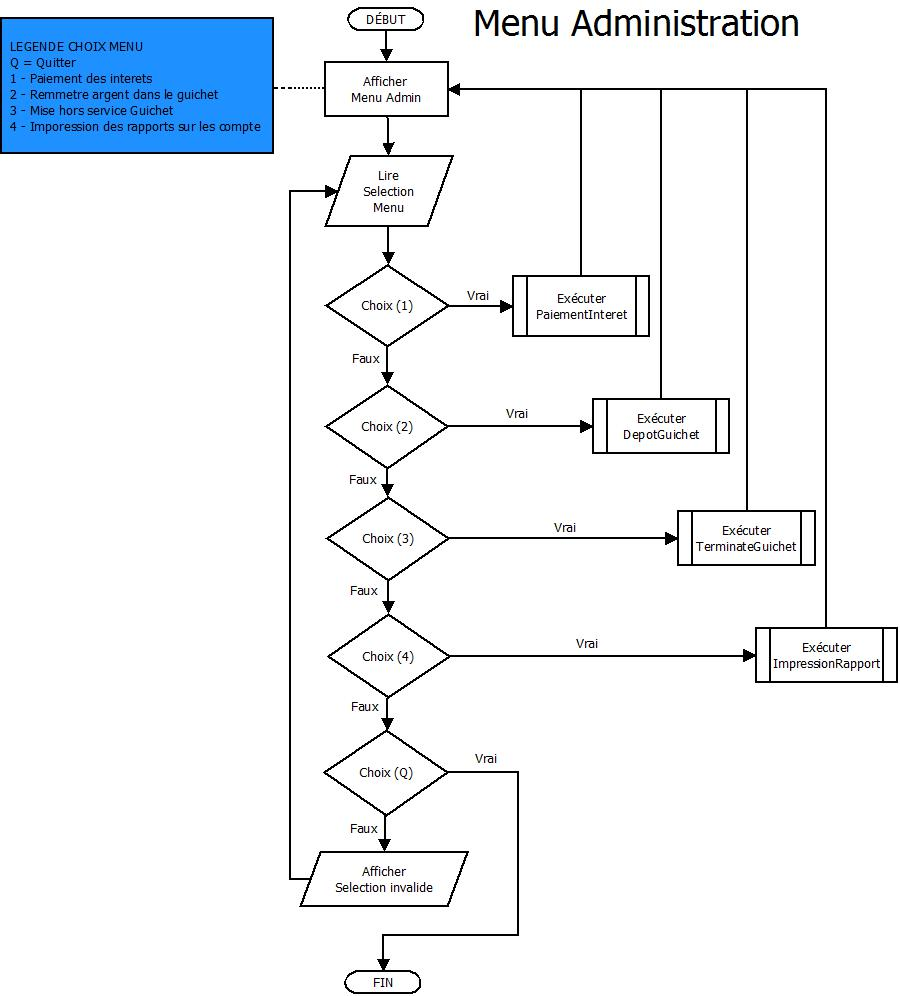 Menu Administration
DÉBUT
LEGENDE CHOIX MENU
Q = Quitter
1 - Paiement des interets
2 - Remmetre argent dans le guichet
3 - Mise hors service Guichet
4 - Imporession des rapports sur les compte
Afficher
Menu Admin
Lire
Selection
Menu
Choix (1)
Vrai
Exécuter
PaiementInteret
Faux
Choix (2)
Vrai
Exécuter
DepotGuichet
Faux
Choix (3)
Vrai
Exécuter
TerminateGuichet
Faux
Choix (4)
Vrai
Exécuter
ImpressionRapport
Faux
Choix (Q)
Vrai
Faux
Afficher
Selection invalide
FIN